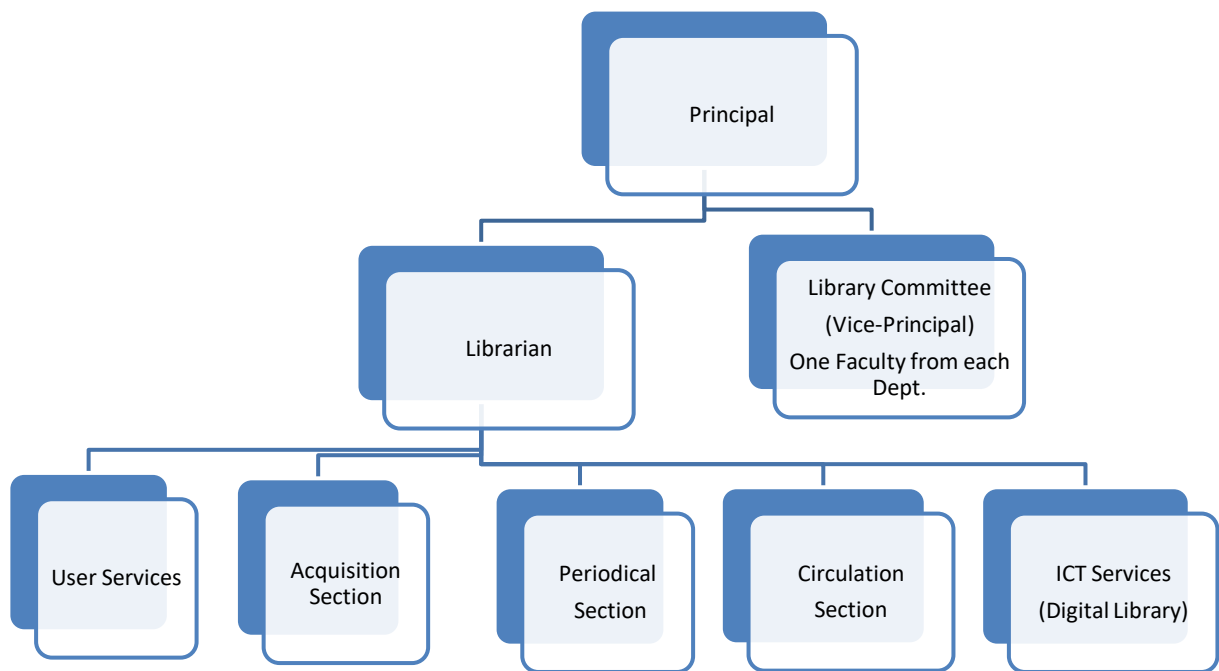 Principal
Librarian
Library Committee
(Vice-Principal)
One Faculty from each
Dept.
User Services
Acquisition
Section
Periodical
Section
Circulation
Section
ICT Services
(Digital Library)